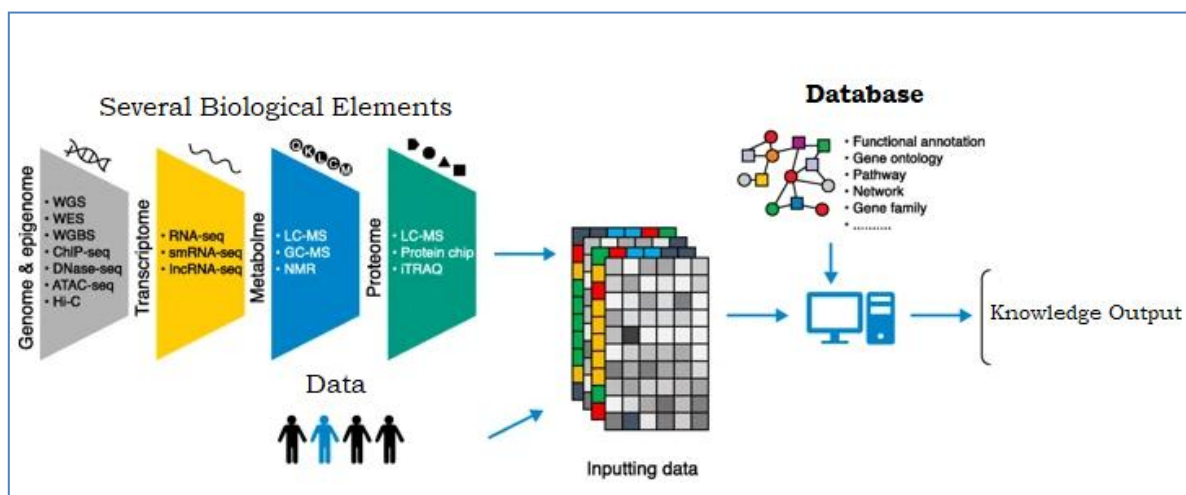 Several Biological Elements
Database
Genome & epigenome
• WGS
• WES
• WGBS
• ChIP-seq
• DNase-seq
• ATAC-seq
• Hi-C
Transcriptome
• RNA-seq
• smRNA-seq
• lncRNA-seq
Metabolme
QKLCM
• LC-MS
• GC-MS
• NMR
Proteome
• LC-MS
• Protein chip
• iTRAQ
• Functional annotation
• Gene ontology
• Pathway
• Network
• Gene family
• ..........
Knowledge Output
Data
Inputting data